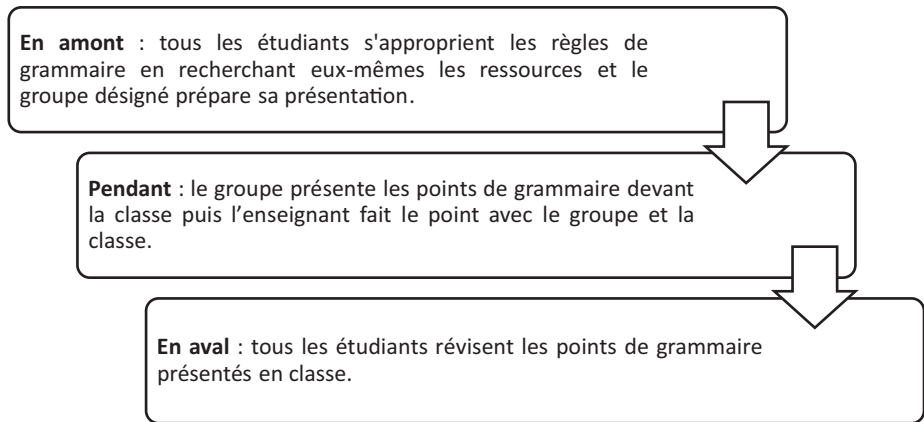 En amont : tous les étudiants s'approprient les règles de
grammaire en recherchant eux-mêmes les ressources et le
groupe désigné prépare sa présentation.
Pendant : le groupe présente les points de grammaire devant
la classe puis l’enseignant fait le point avec le groupe et la
classe.
En aval : tous les étudiants révisent les points de grammaire
présentés en classe.